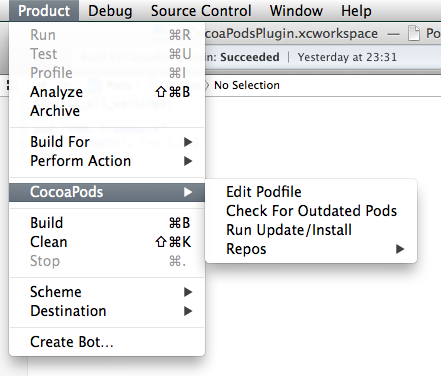 Product Debug Source Control Window Help
CocoaPodsPlugin.xcworkspace
Succeeded | Yesterday at 23:31
No Selection
Run ⌘R
Test ⌘U
Profile ⌘I
Analyze ⇧⌘B
Archive
Build For ▶
Perform Action ▶
CocoaPods ▶
Edit Podfile
Check For Outdated Pods
Run Update/Install
Repos ▶
Build ⌘B
Clean ⇧⌘K
Stop ⌘.
Scheme ▶
Destination ▶
Create Bot...